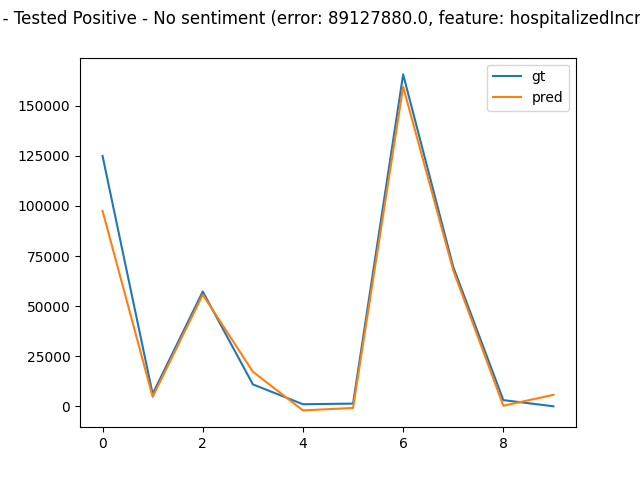 - Tested Positive - No sentiment (error: 89127880.0, feature: hospitalizedIncr
gt
pred
150000
125000
100000
75000
50000
25000
0
0 2 4 6 8